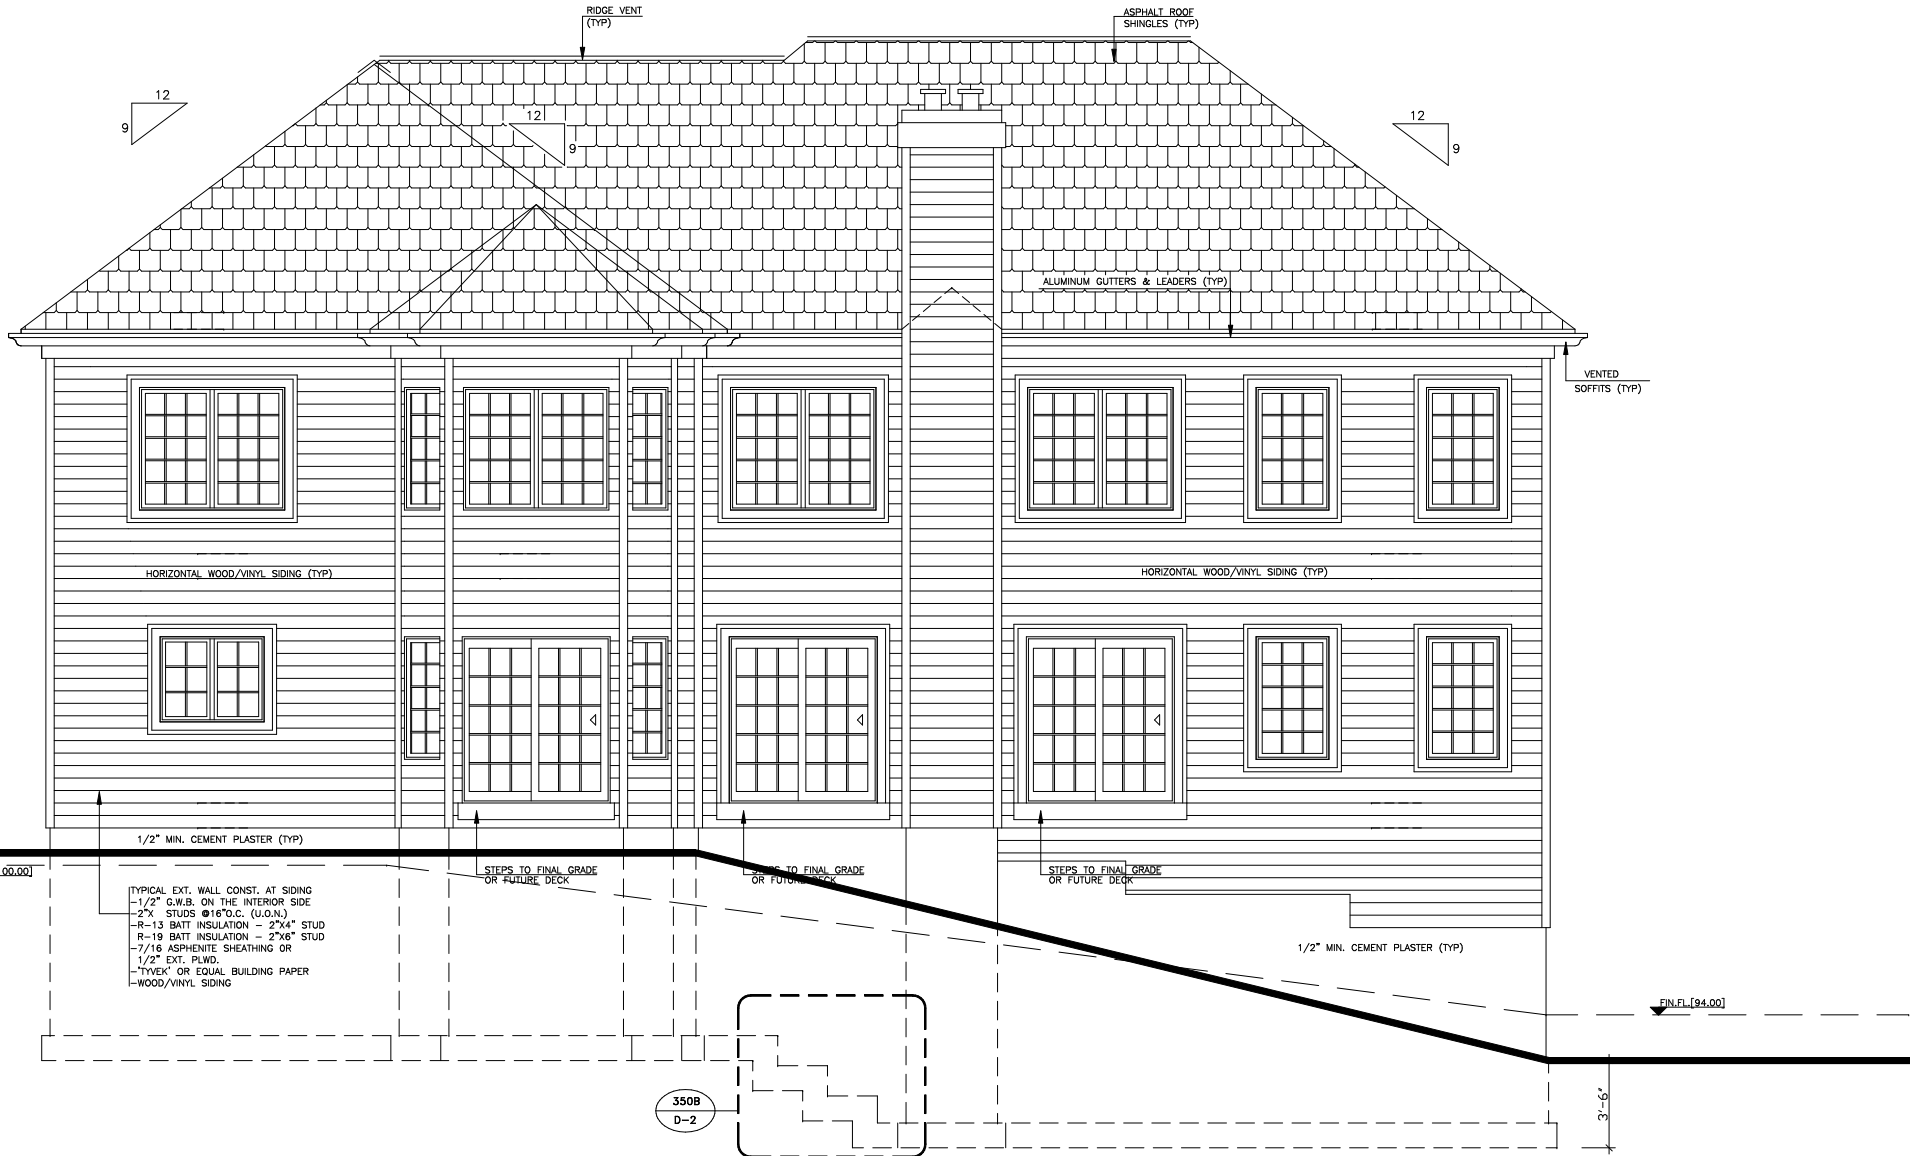 RIDGE VENT
(TYP)
ASPHALT ROOF
SHINGLES (TYP)
12
9
12
9
12
9
ALUMINUM GUTTERS & LEADERS (TYP)
VENTED
SOFFITS (TYP)
HORIZONTAL WOOD/VINYL SIDING (TYP)
HORIZONTAL WOOD/VINYL SIDING (TYP)
1/2" MIN. CEMENT PLASTER (TYP)
00.00]
STEPS TO FINAL GRADE
OR FUTURE DECK
STEPS TO FINAL GRADE
OR FUTURE DECK
STEPS TO FINAL GRADE
OR FUTURE DECK
TYPICAL EXT. WALL CONST. AT SIDING
-1/2" G.W.B. ON THE INTERIOR SIDE
-2"X STUDS @16"O.C. (U.O.N.)
-R-13 BATT INSULATION - 2"X4" STUD
R-19 BATT INSULATION - 2"X6" STUD
-7/16 ASPHENITE SHEATHING OR
1/2" EXT. PLWD.
-'TYVEK' OR EQUAL BUILDING PAPER
-WOOD/VINYL SIDING
1/2" MIN. CEMENT PLASTER (TYP)
FIN.FL.[94.00]
350B
D-2
3'-6"